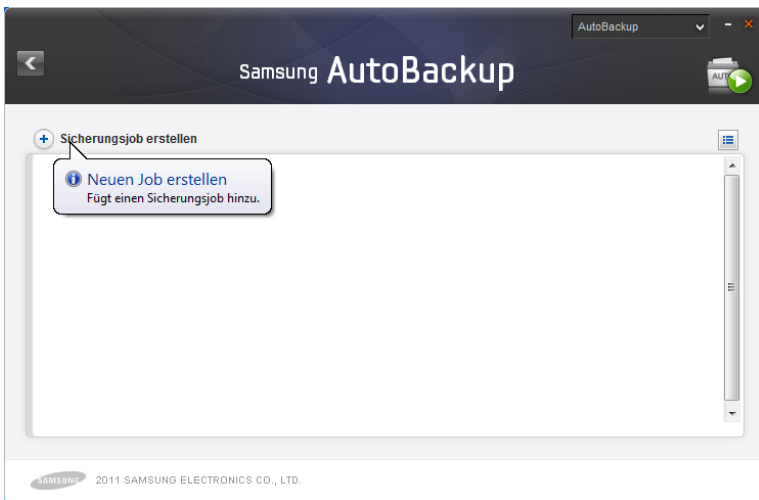 AutoBackup
Samsung AutoBackup
AUTO
Sicherungsjob erstellen
Neuen Job erstellen
Fügt einen Sicherungsjob hinzu.
SAMSUNG 2011 SAMSUNG ELECTRONICS CO., LTD.